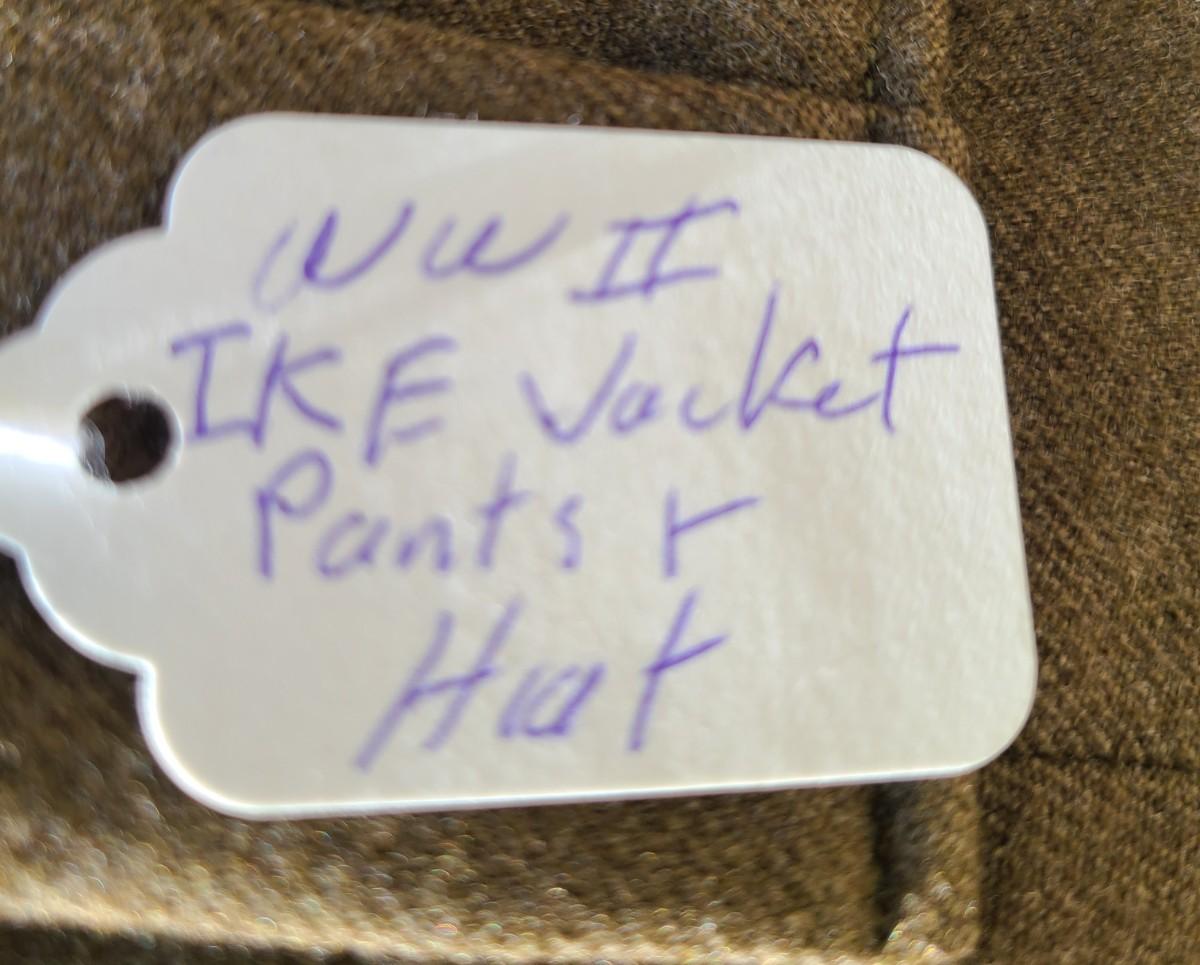 WW II
IKE Jacket
Pants +
Hat